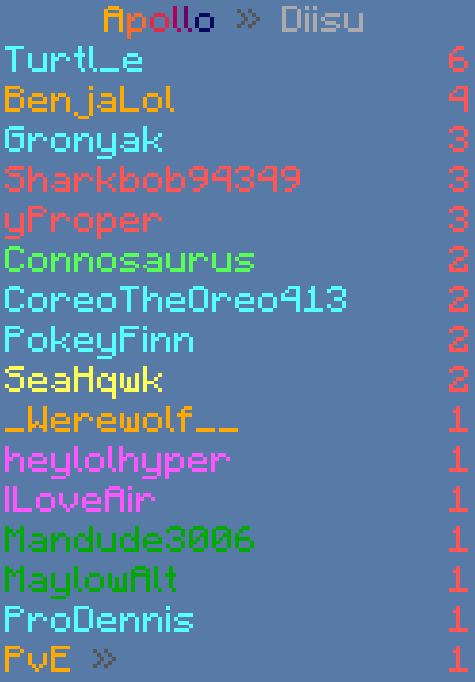 Apollo » Diisu
Turtl_e 6
BenjaLol 4
Gronyak 3
Sharkbob94349 3
yProper 3
Connosaurus 2
CoreoTheOreo413 2
PokeyFinn 2
SeaHqwk 2
_Werewolf__ 1
heylolhyper 1
ILoveAir 1
Mandude3006 1
MaylowAlt 1
ProDennis 1
PvE » 1